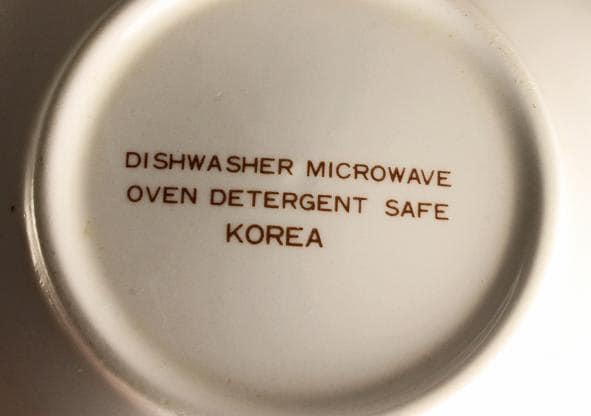 DISHWASHER MICROWAVE
OVEN DETERGENT SAFE
KOREA